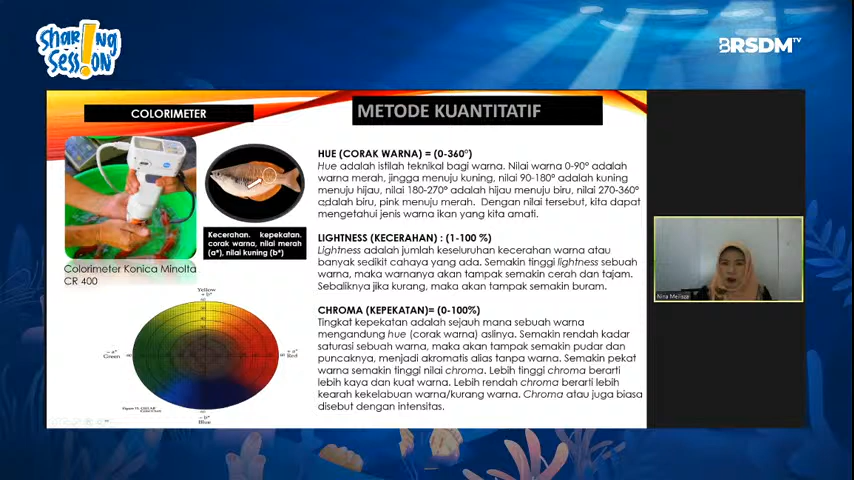 SHARING
SESSION
BRSDM TV
COLORIMETER
METODE KUANTITATIF
HUE (CORAK WARNA) = (0-360°)
Hue adalah istilah teknikal bagi warna. Nilai warna 0-90° adalah
warna merah, jingga menuju kuning, nilai 90-180° adalah kuning
menuju hijau, nilai 180-270° adalah hijau menuju biru, nilai 270-360°
adalah biru, pink menuju merah. Dengan nilai tersebut, kita dapat
mengetahui jenis warna ikan yang kita amati.
Kecerahan, kepekatan,
corak warna, nilai merah
(a*), nilai kuning (b*)
Colorimeter Konica Minolta
CR 400
LIGHTNESS (KECERAHAN) : (1-100 %)
Lightness adalah jumlah keseluruhan kecerahan warna atau
banyak sedikit cahaya yang ada. Semakin tinggi lightness sebuah
warna, maka warnanya akan tampak semakin cerah dan tajam.
Sebaliknya jika kurang, maka akan tampak semakin buram.
CHROMA (KEPEKATAN)= (0-100%)
Tingkat kepekatan adalah sejauh mana sebuah warna
mengandung hue (corak warna) aslinya. Semakin rendah kadar
saturasi sebuah warna, maka akan tampak semakin pudar dan
puncaknya, menjadi akromatis alias tanpa warna. Semakin pekat
warna semakin tinggi nilai chroma. Lebih tinggi chroma berarti
lebih kaya dan kuat warna. Lebih rendah chroma berarti lebih
kearah kekelabuan warna/kurang warna. Chroma atau juga biasa
disebut dengan intensitas.
Yellow
+ b*
- a*
Green
+ a*
Red
- b*
Blue
Nina Meilisza